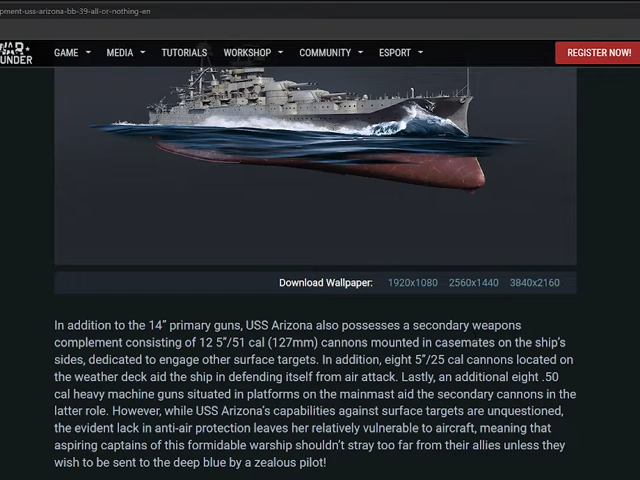 pment-uss-arizona-bb-39-all-or-nothing-en
WAR
UNDER
GAME MEDIA TUTORIALS WORKSHOP COMMUNITY ESPORT REGISTER NOW!
Download Wallpaper: 1920x1080 2560x1440 3840x2160
In addition to the 14” primary guns, USS Arizona also possesses a secondary weapons
complement consisting of 12 5”/51 cal (127mm) cannons mounted in casemates on the ship’s
sides, dedicated to engage other surface targets. In addition, eight 5”/25 cal cannons located on
the weather deck aid the ship in defending itself from air attack. Lastly, an additional eight .50
cal heavy machine guns situated in platforms on the mainmast aid the secondary cannons in the
latter role. However, while USS Arizona’s capabilities against surface targets are unquestioned,
the evident lack in anti-air protection leaves her relatively vulnerable to aircraft, meaning that
aspiring captains of this formidable warship shouldn’t stray too far from their allies unless they
wish to be sent to the deep blue by a zealous pilot!